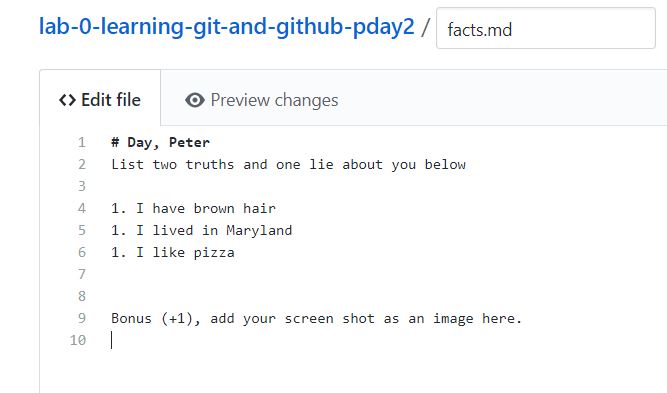 lab-0-learning-git-and-github-pday2 / facts.md
<> Edit file Preview changes
1 # Day, Peter
2 List two truths and one lie about you below
3
4 1. I have brown hair
5 1. I lived in Maryland
6 1. I like pizza
7
8
9 Bonus (+1), add your screen shot as an image here.
10